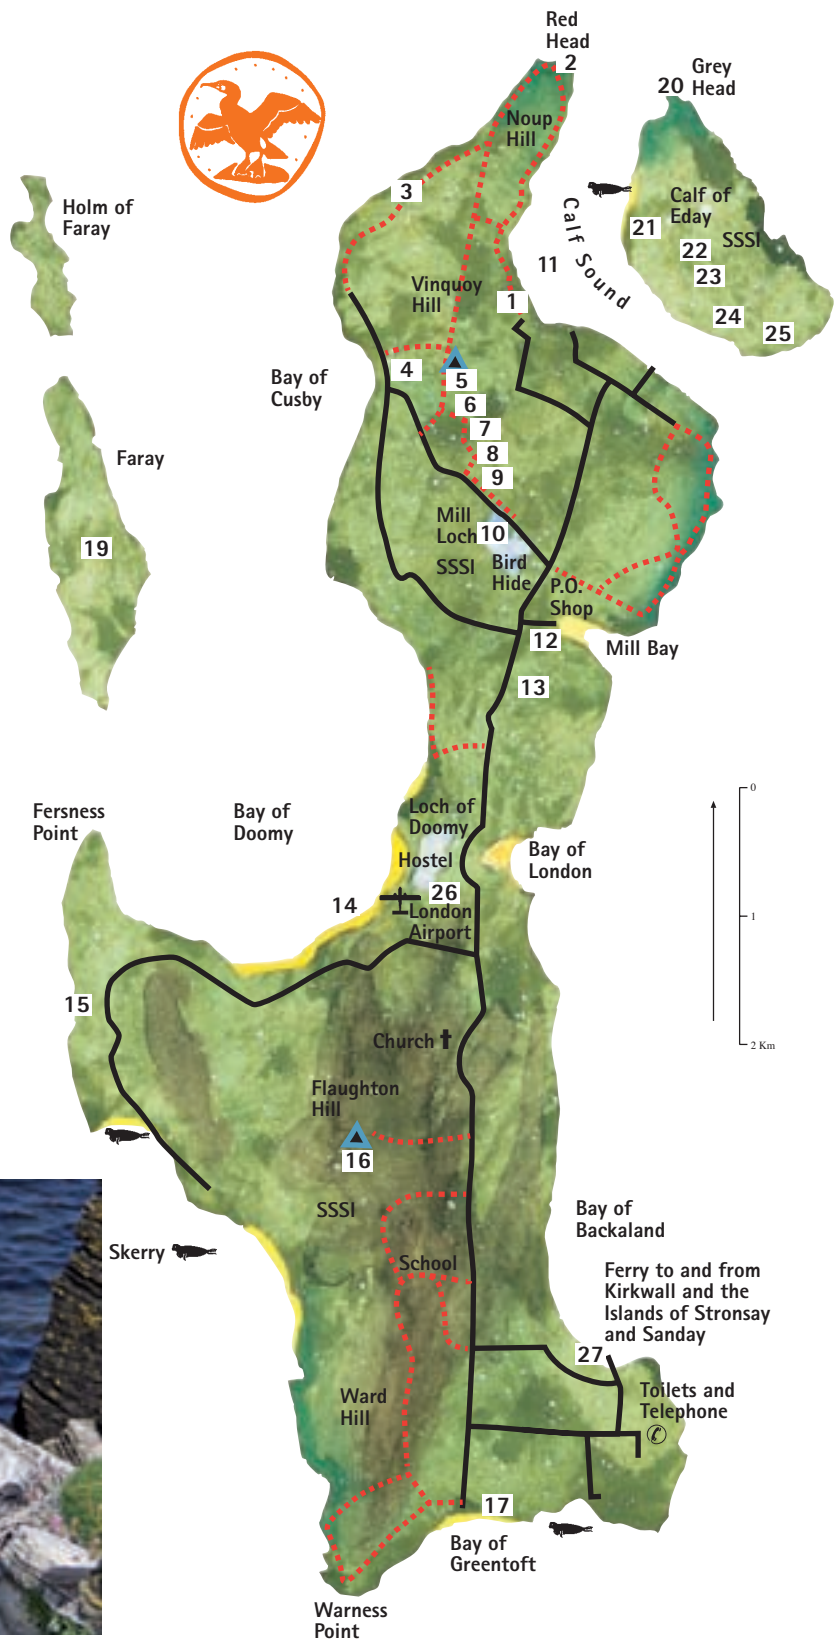 Red
Head
2
20
Grey
Head
Noup
Hill
3
Holm of
Faray
Calf of
Eday
21
SSSI
22
23
24
25
Calf Sound
11
Vinquoy
Hill
1
4
5
6
7
8
9
Bay of
Cusby
Faray
19
Mill
Loch
10
SSSI
Bird
Hide
P.O.
Shop
12
Mill Bay
13
Fersness
Point
Bay of
Doomy
Loch of
Doomy
Hostel
Bay of
London
0
1
2 Km
14
26
London
Airport
15
Church
Flaughton
Hill
16
SSSI
Bay of
Backaland
Skerry
School
Ferry to and from
Kirkwall and the
Islands of Stronsay
and Sanday
27
Ward
Hill
Toilets and
Telephone
17
Bay of
Greentoft
Warness
Point